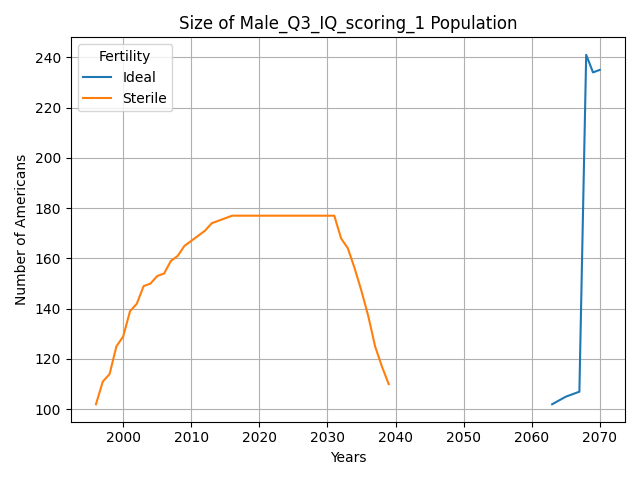 Size of Male_Q3_IQ_scoring_1 Population
Fertility
Ideal
Sterile
Number of Americans
240
220
200
180
160
140
120
100
2000
2010
2020
2030
2040
2050
2060
2070
Years